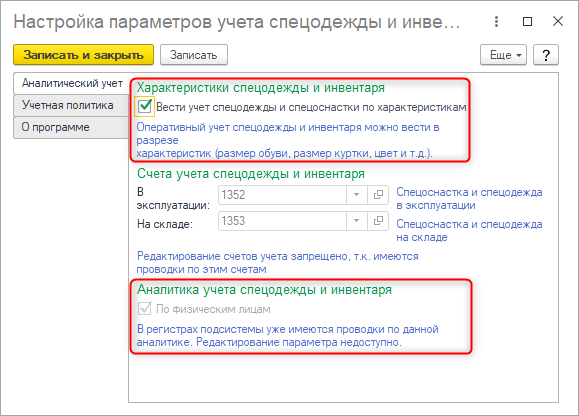 Настройка параметров учета спецодежды и инве...
Записать и закрыть
Записать
Еще
?
Аналитический учет
Учетная политика
О программе
Характеристики спецодежды и инвентаря
Вести учет спецодежды и спецоснастки по характеристикам
Оперативный учет спецодежды и инвентаря можно вести в
разрезе
характеристик (размер обуви, размер куртки, цвет и т.д.).
Счета учета спецодежды и инвентаря
В
эксплуатации:
1352
Спецоснастка и спецодежда
в эксплуатации
На складе:
1353
Спецоснастка и спецодежда
на складе
Редактирование счетов учета запрещено, т.к. имеются
проводки по этим счетам
Аналитика учета спецодежды и инвентаря
По физическим лицам
В регистрах подсистемы уже имеются проводки по данной
аналитике. Редактирование параметра недоступно.